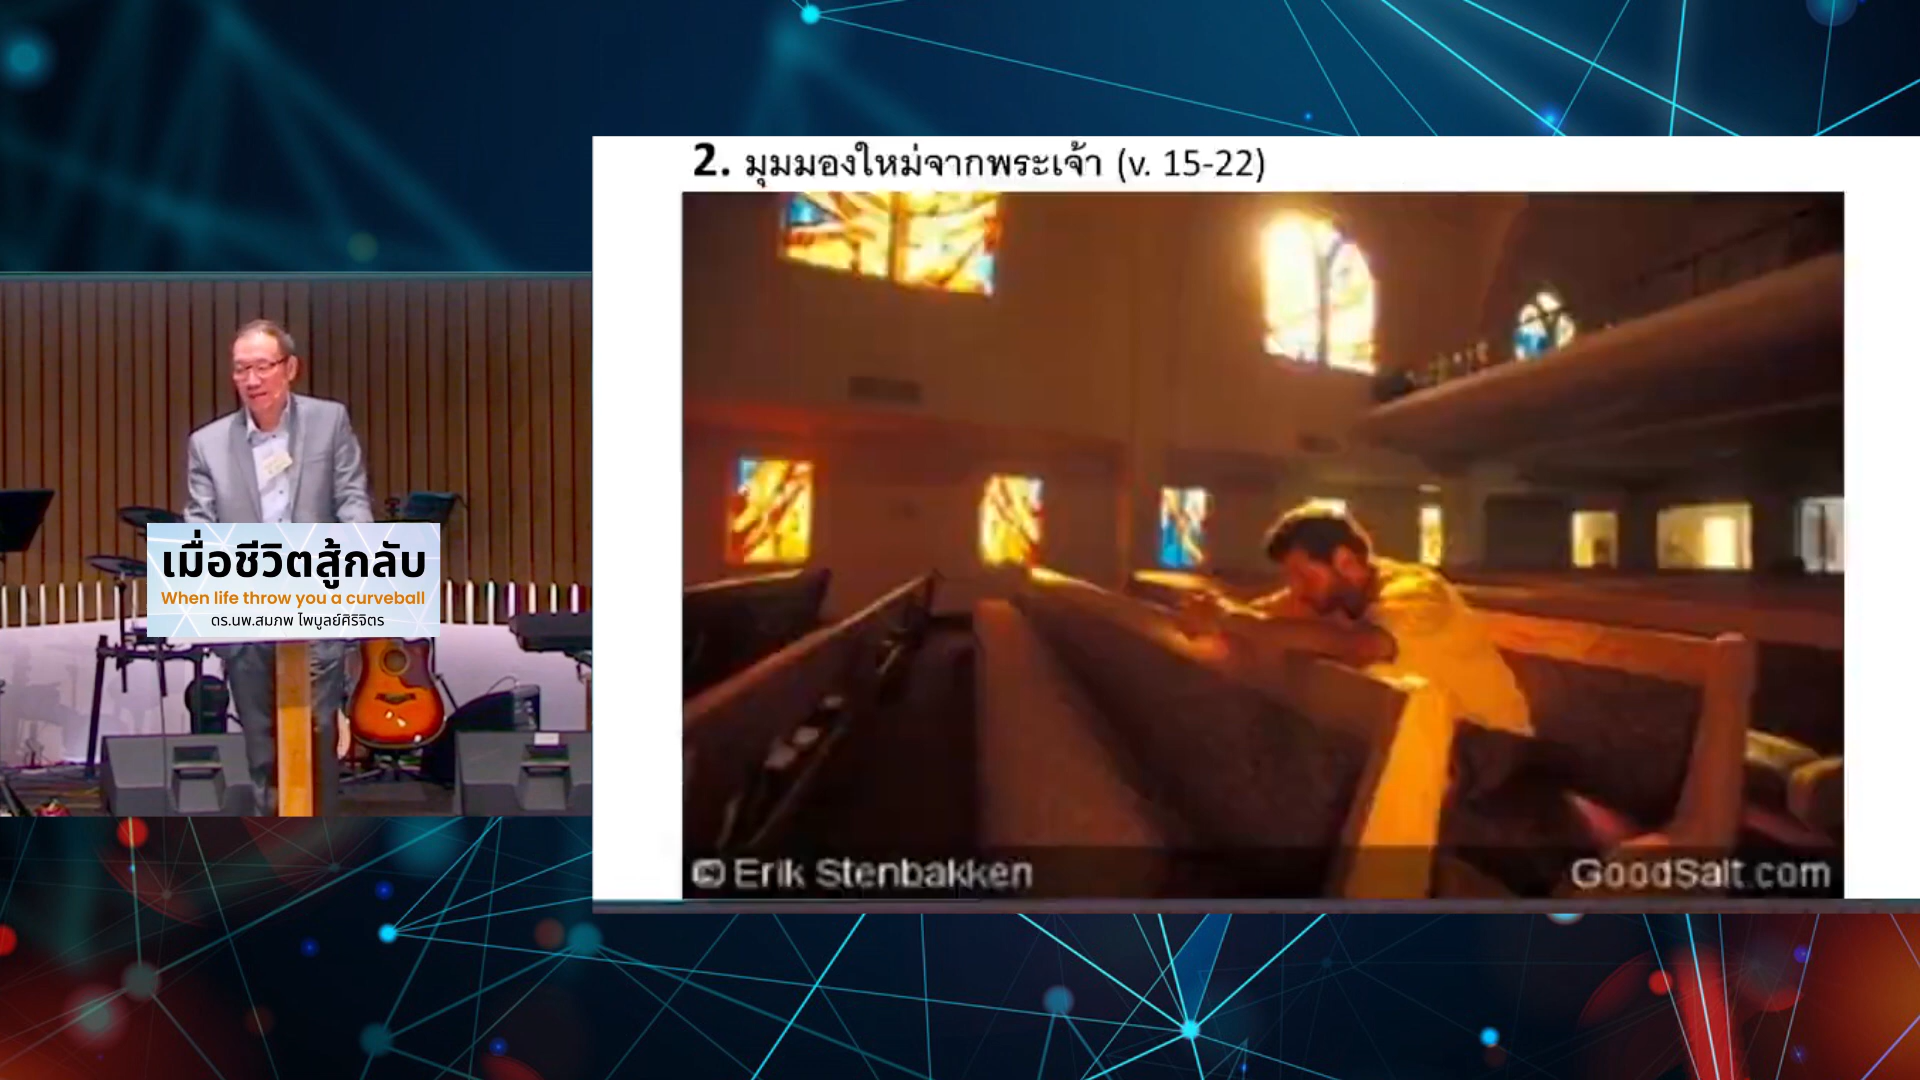 2. มุมมองใหม่จากพระเจ้า (v. 15-22)
© Erik Stenbakken
GoodSalt.com
เมื่อชีวิตสู้กลับ
When life throw you a curveball
ดร.นพ.สมภพ ไพบูลย์ศิริจิตร